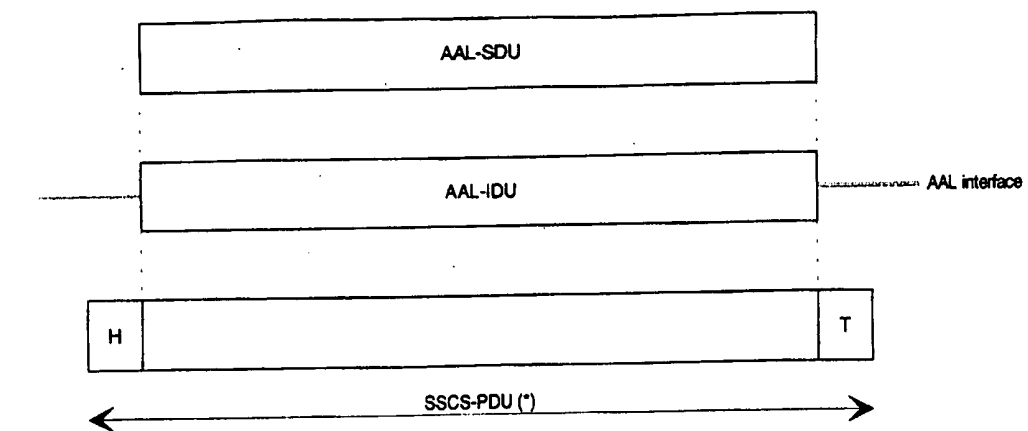 AAL-SDU
AAL-IDU
AAL interface
H
T
SSCS-PDU (*)